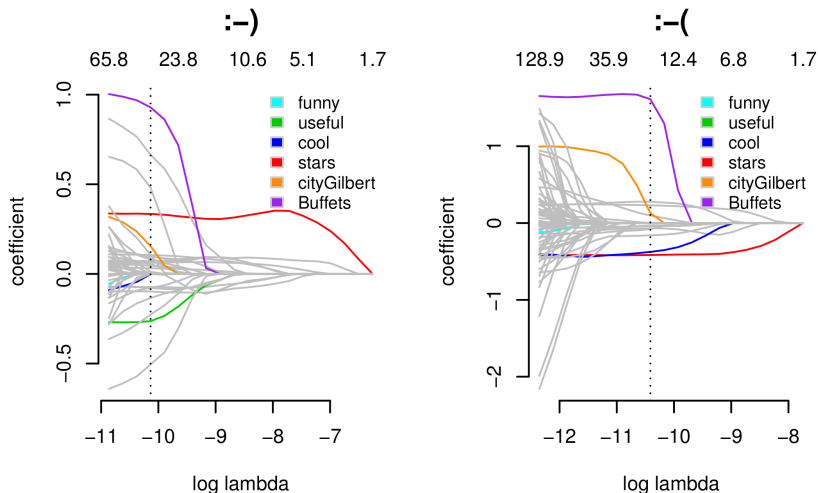 :−)
65.8 23.8 10.6 5.1 1.7
1.0
0.5
0.0
−0.5
coefficient
funny
useful
cool
stars
cityGilbert
Buffets
−11 −10 −9 −8 −7
log lambda
:−(
128.9 35.9 12.4 6.8 1.7
1
0
−1
−2
coefficient
funny
useful
cool
stars
cityGilbert
Buffets
−12 −11 −10 −9 −8
log lambda